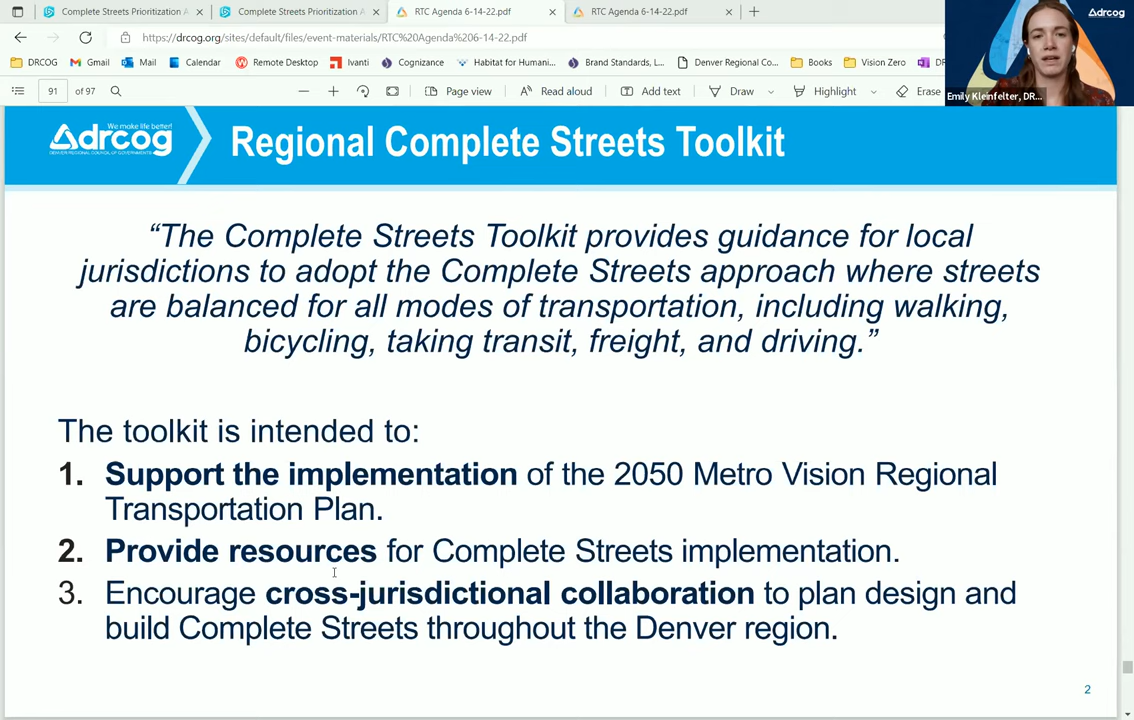 Complete Streets Prioritization A
Complete Streets Prioritization A
RTC Agenda 6-14-22.pdf
RTC Agenda 6-14-22.pdf
https://drcog.org/sites/default/files/event-materials/RTC%20Agenda%206-14-22.pdf
DRCOG
Gmail
Mail
Calendar
Remote Desktop
Ivanti
Cognizance
Habitat for Humani...
Brand Standards, L...
Denver Regional Co...
Books
Vision Zero
91 of 97
Page view
Read aloud
Add text
Draw
Highlight
Erase
drcog
Emily Kleinfelter, DR...
We make life better!
drcog
DENVER REGIONAL COUNCIL OF GOVERNMENTS
Regional Complete Streets Toolkit
“The Complete Streets Toolkit provides guidance for local
jurisdictions to adopt the Complete Streets approach where streets
are balanced for all modes of transportation, including walking,
bicycling, taking transit, freight, and driving.”
The toolkit is intended to:
1. Support the implementation of the 2050 Metro Vision Regional
Transportation Plan.
2. Provide resources for Complete Streets implementation.
3. Encourage cross-jurisdictional collaboration to plan design and
build Complete Streets throughout the Denver region.
2